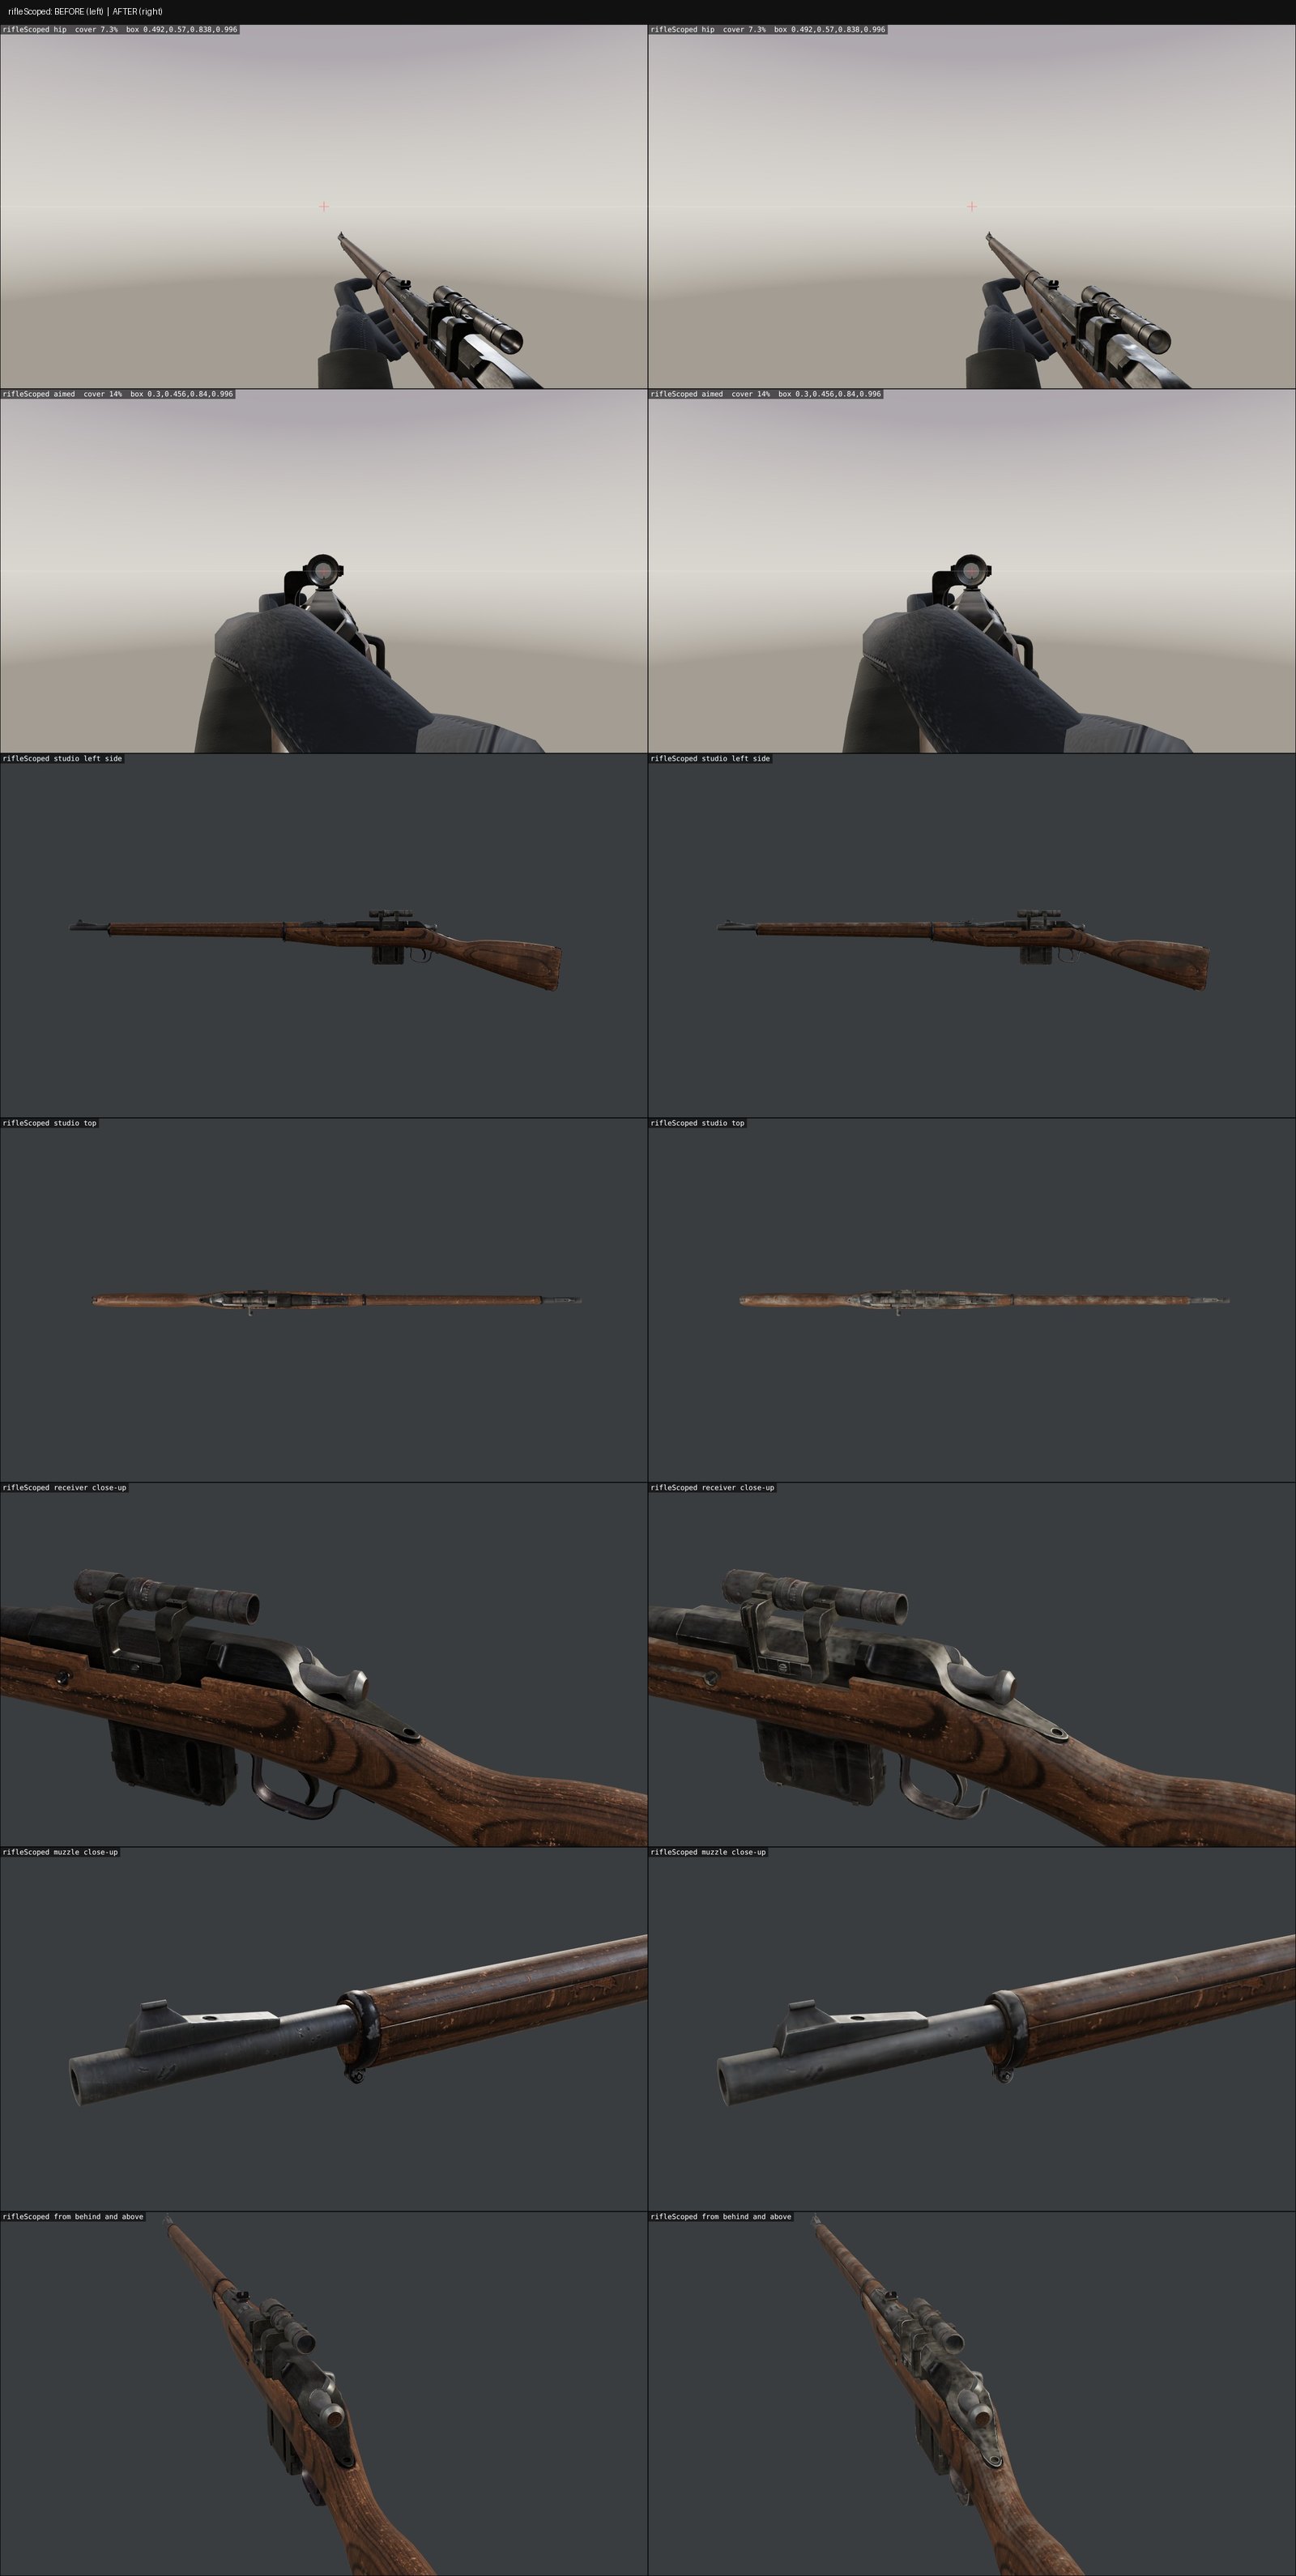 rifleScoped: BEFORE (left) | AFTER (right)
rifleScoped hip cover 7.3% box 0.492,0.57,0.838,0.996
rifleScoped hip cover 7.3% box 0.492,0.57,0.838,0.996
rifleScoped aimed cover 14% box 0.3,0.456,0.84,0.996
rifleScoped aimed cover 14% box 0.3,0.456,0.84,0.996
rifleScoped studio left side
rifleScoped studio left side
rifleScoped studio top
rifleScoped studio top
rifleScoped receiver close-up
rifleScoped receiver close-up
rifleScoped muzzle close-up
rifleScoped muzzle close-up
rifleScoped from behind and above
rifleScoped from behind and above